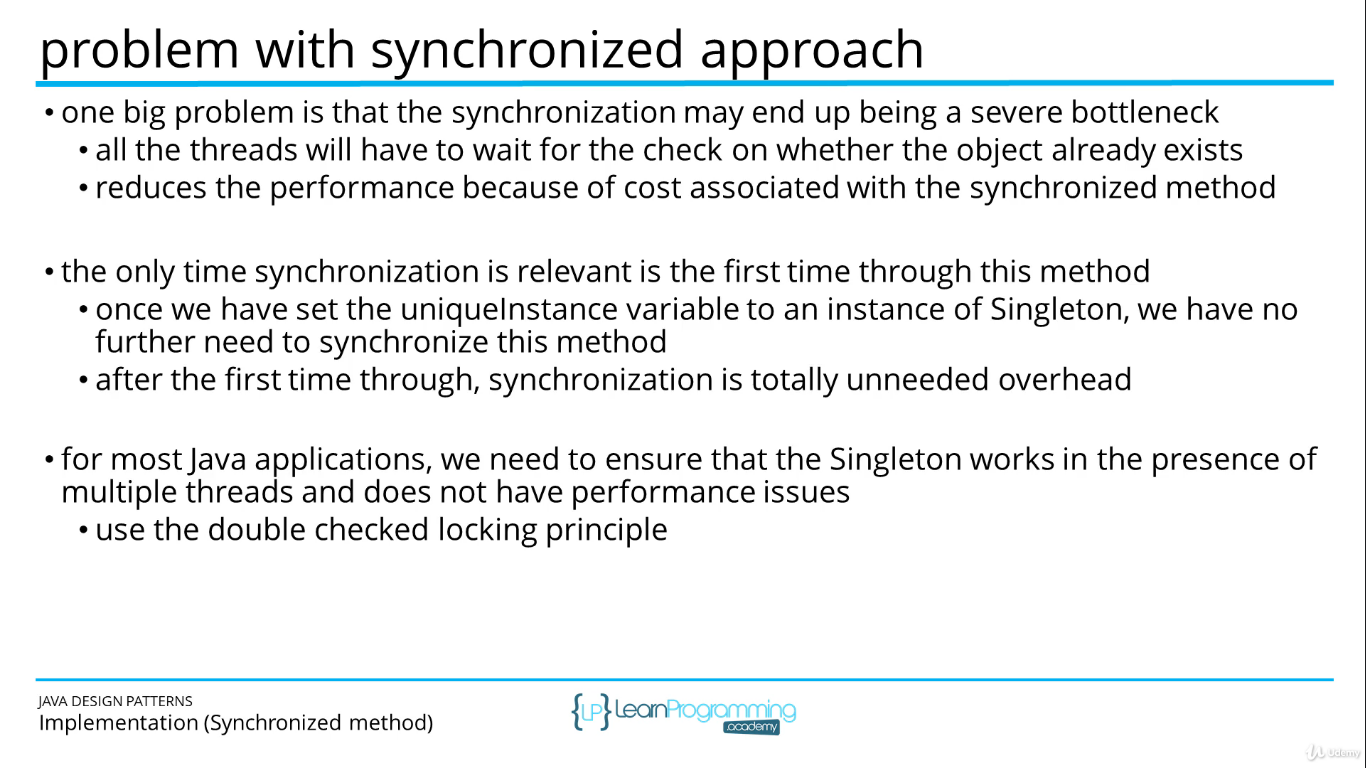 problem with synchronized approach
• one big problem is that the synchronization may end up being a severe bottleneck
• all the threads will have to wait for the check on whether the object already exists
• reduces the performance because of cost associated with the synchronized method
• the only time synchronization is relevant is the first time through this method
• once we have set the uniqueInstance variable to an instance of Singleton, we have no
further need to synchronize this method
• after the first time through, synchronization is totally unneeded overhead
• for most Java applications, we need to ensure that the Singleton works in the presence of
multiple threads and does not have performance issues
• use the double checked locking principle
JAVA DESIGN PATTERNS
Implementation (Synchronized method)
{LP} LearnProgramming
.academy
Udemy